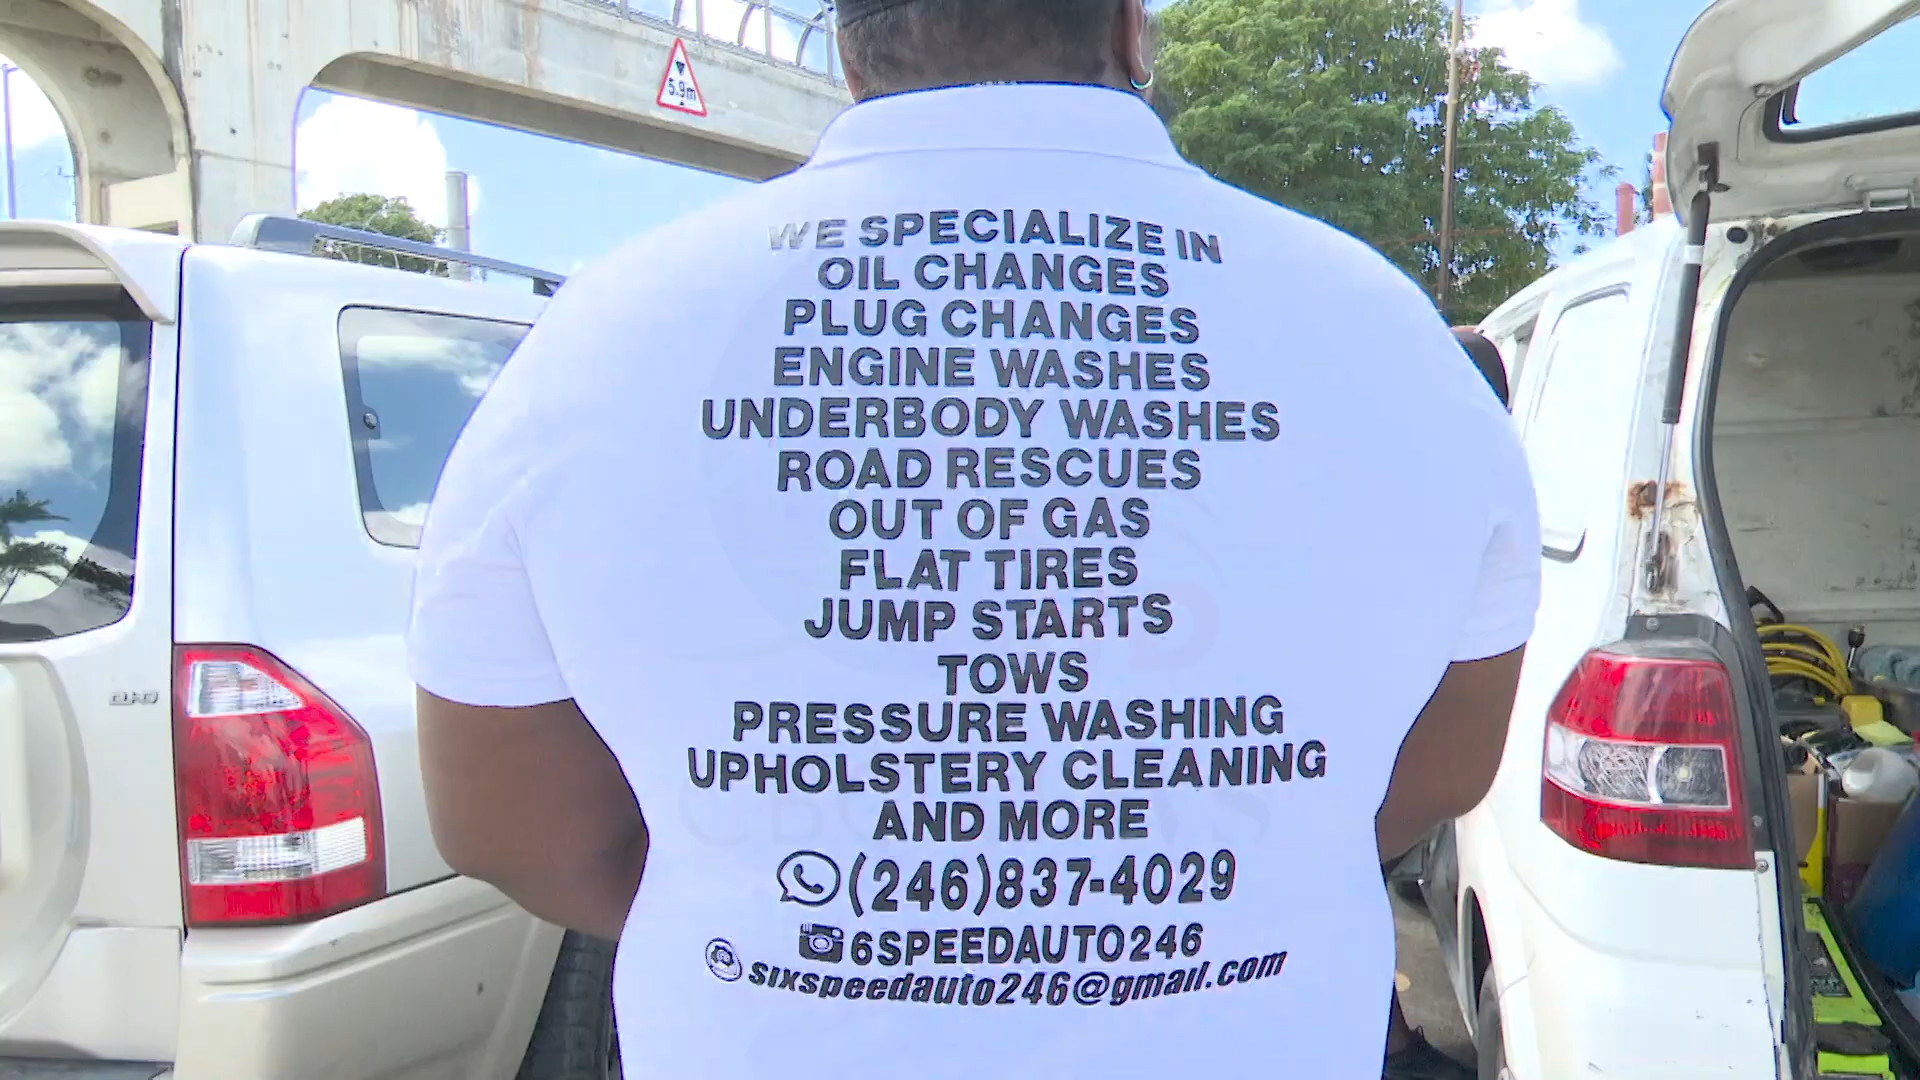 5.9m
WE SPECIALIZE IN
OIL CHANGES
PLUG CHANGES
ENGINE WASHES
UNDERBODY WASHES
ROAD RESCUES
OUT OF GAS
FLAT TIRES
JUMP STARTS
TOWS
PRESSURE WASHING
UPHOLSTERY CLEANING
AND MORE
(246)837-4029
6SPEEDAUTO246
sixspeedauto246@gmail.com